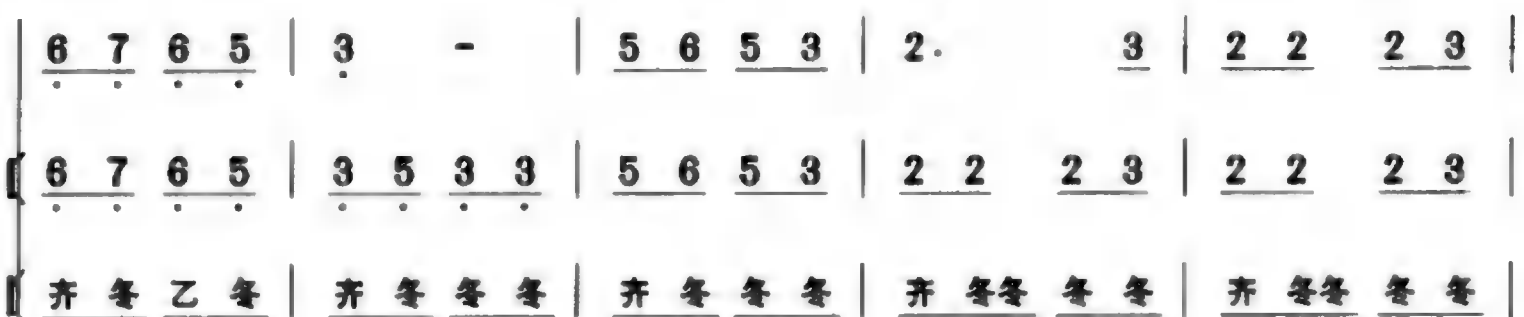 6 7 6 5 | 3 - | 5 6 5 3 | 2. 3 | 2 2 2 3 |
6 7 6 5 | 3 5 3 3 | 5 6 5 3 | 2 2 2 3 | 2 2 2 3 |
齐 冬 乙 冬 | 齐 冬 冬 冬 | 齐 冬 冬 冬 | 齐 冬冬 冬 冬 | 齐 冬冬 冬 冬 |